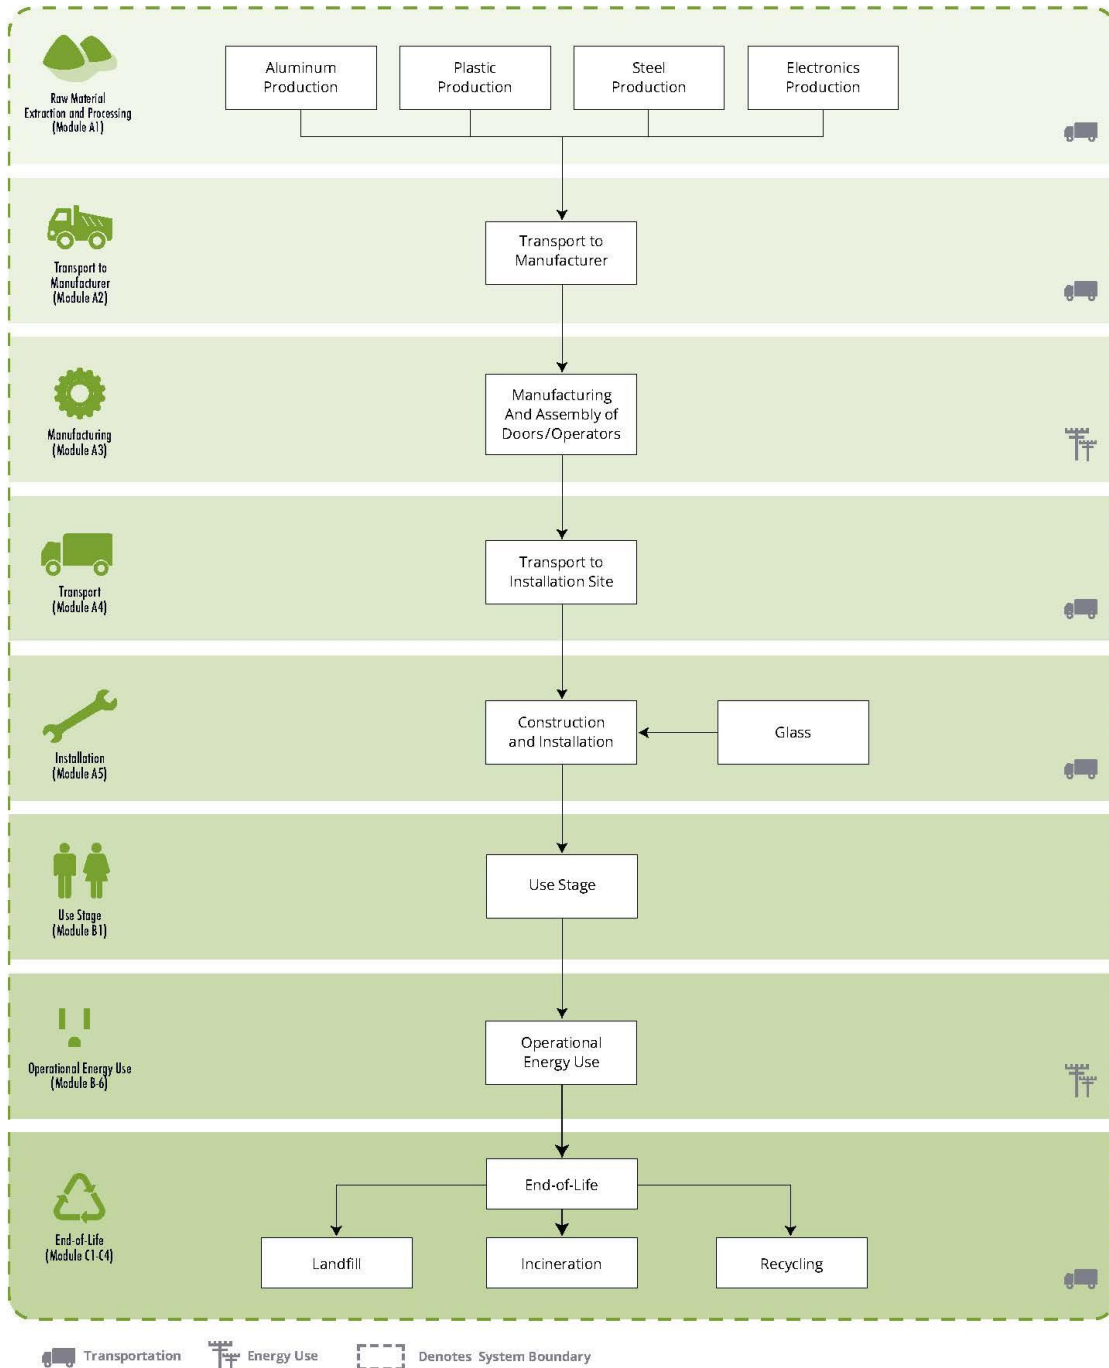 Raw Material
Extraction and Processing
(Module A1)
Aluminum
Production
Plastic
Production
Steel
Production
Electronics
Production
Transport to
Manufacturer
(Module A2)
Transport to
Manufacturer
Manufacturing
(Module A3)
Manufacturing
And Assembly of
Doors/Operators
Transport
(Module A4)
Transport to
Installation Site
Installation
(Module A5)
Construction
and Installation
Glass
Use Stage
(Module B1)
Use Stage
Operational Energy Use
(Module B-6)
Operational
Energy Use
End-of-Life
(Module C1-C4)
End-of-Life
Landfill
Incineration
Recycling
Transportation
Energy Use
Denotes System Boundary